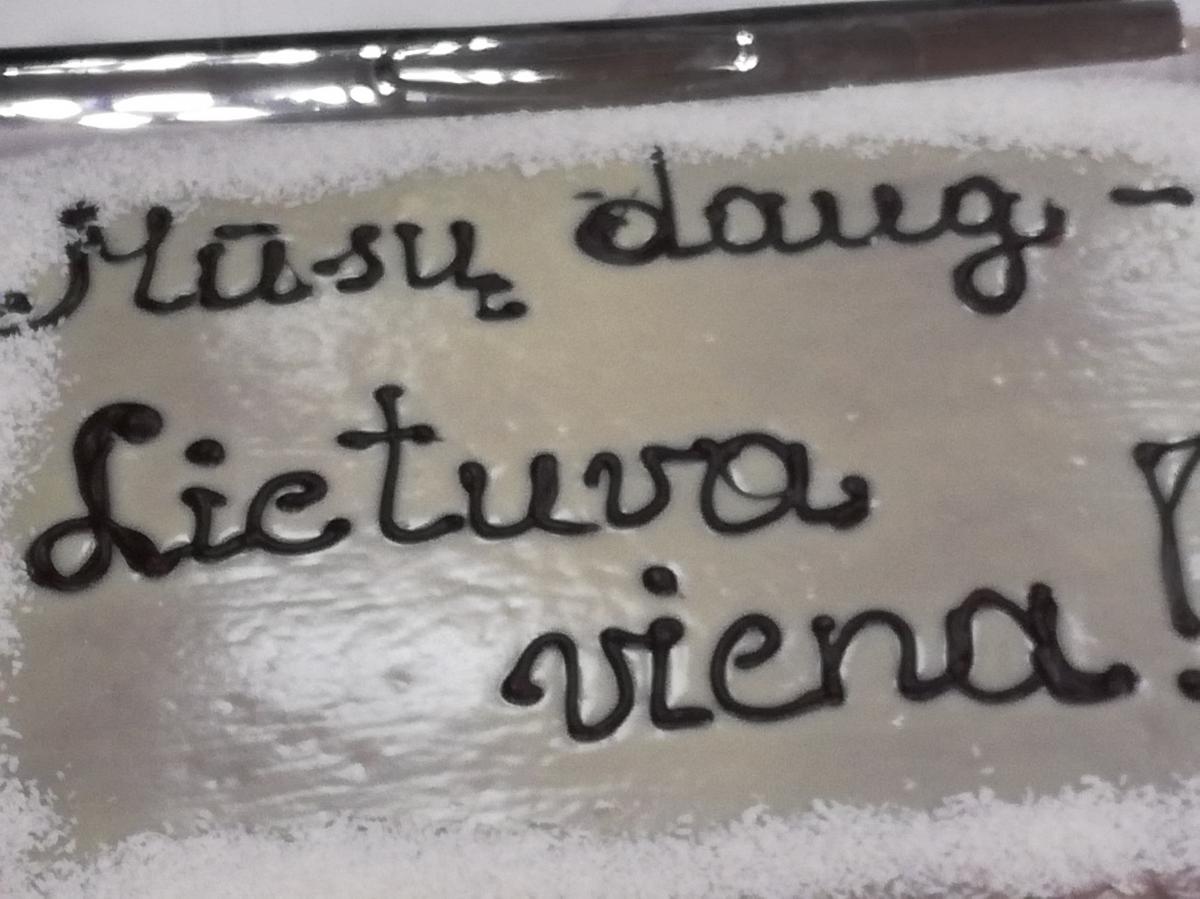 Mūsų daug -
Lietuva
viena!